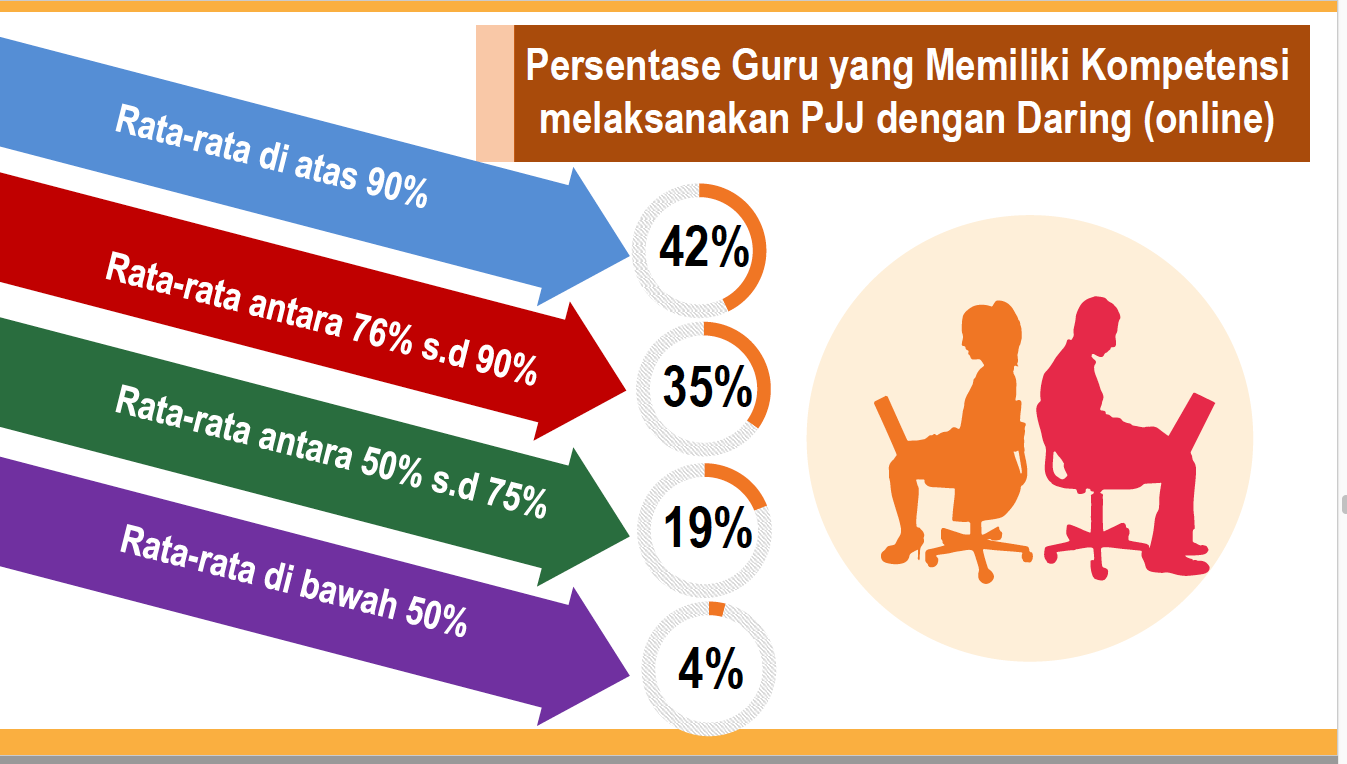 Persentase Guru yang Memiliki Kompetensi
melaksanakan PJJ dengan Daring (online)
Rata-rata di atas 90%
42%
Rata-rata antara 76% s.d 90%
35%
Rata-rata antara 50% s.d 75%
19%
Rata-rata di bawah 50%
4%